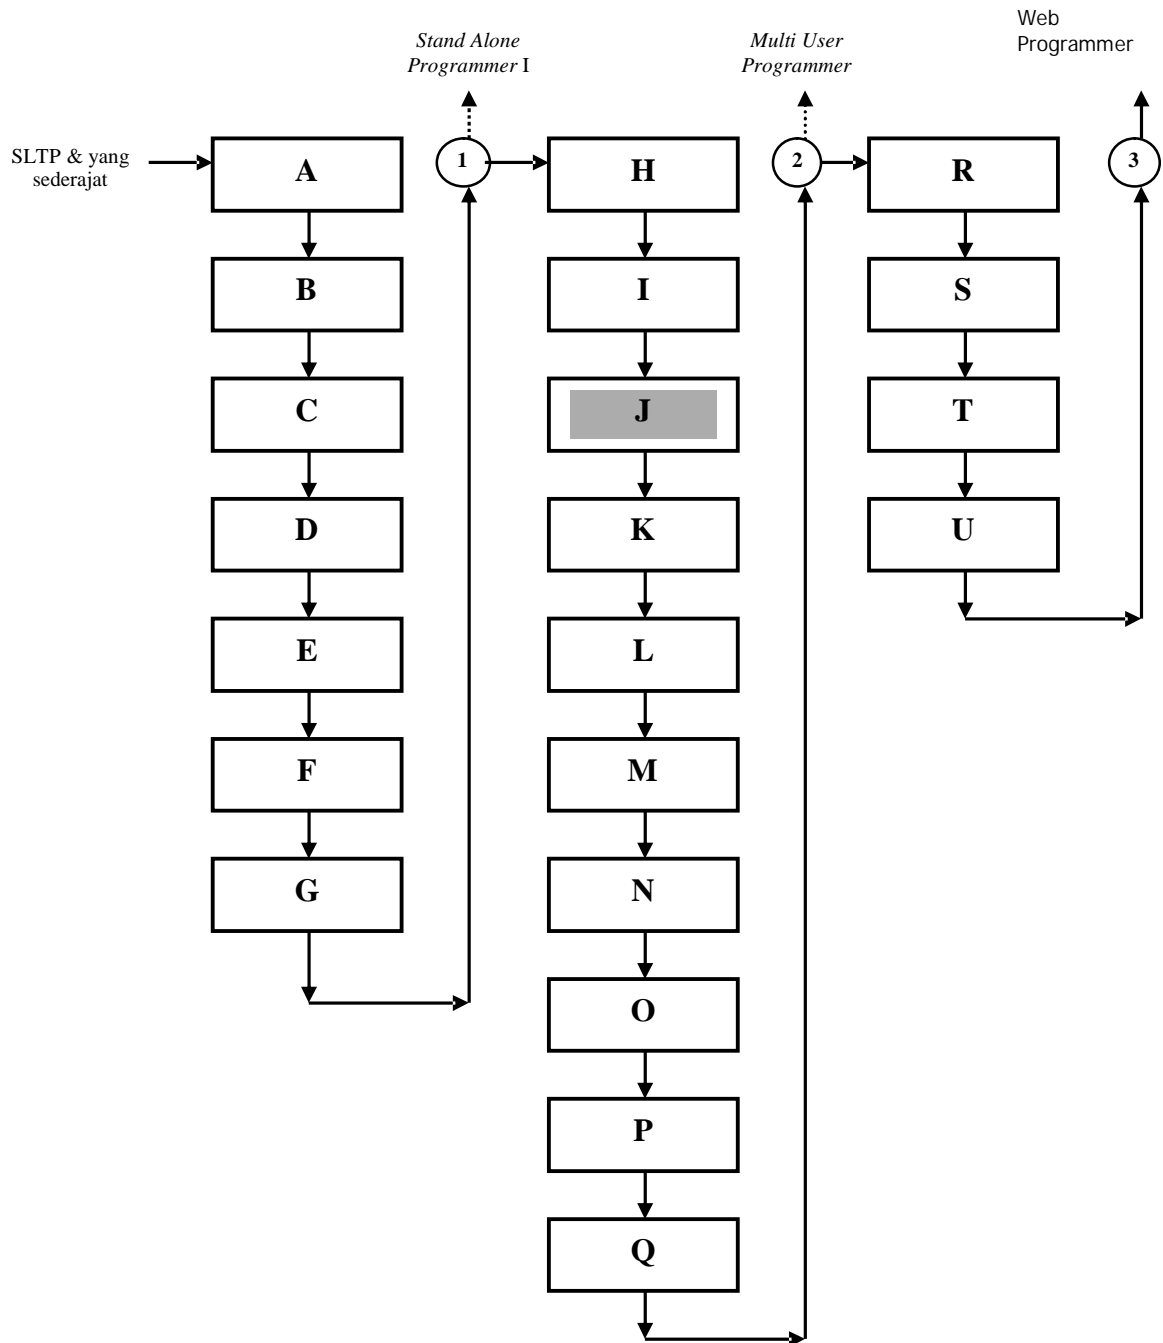 Web
Programmer
Stand Alone
Programmer I
Multi User
Programmer
SLTP & yang
sederajat
A
1
H
2
R
3
B
I
S
C
J
T
D
K
U
E
L
F
M
G
N
O
P
Q